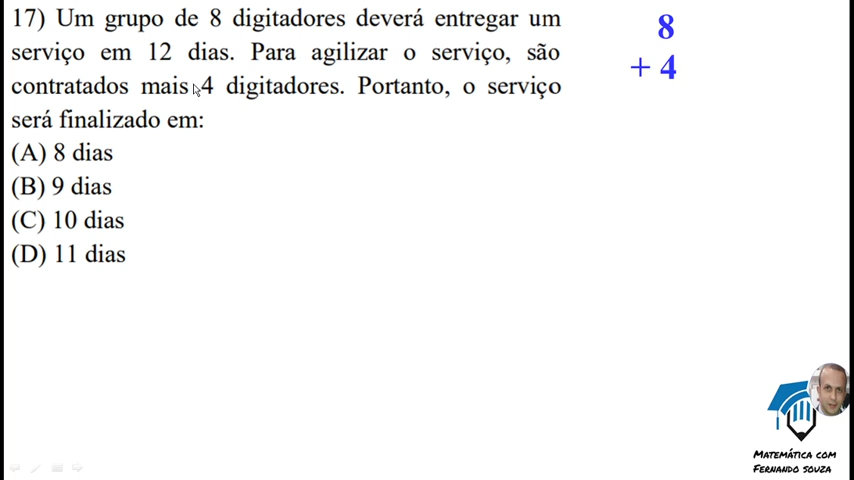 17) Um grupo de 8 digitadores deverá entregar um
serviço em 12 dias. Para agilizar o serviço, são
contratados mais 4 digitadores. Portanto, o serviço
será finalizado em:
(A) 8 dias
(B) 9 dias
(C) 10 dias
(D) 11 dias
8
+ 4
Matemática com
Fernando Souza